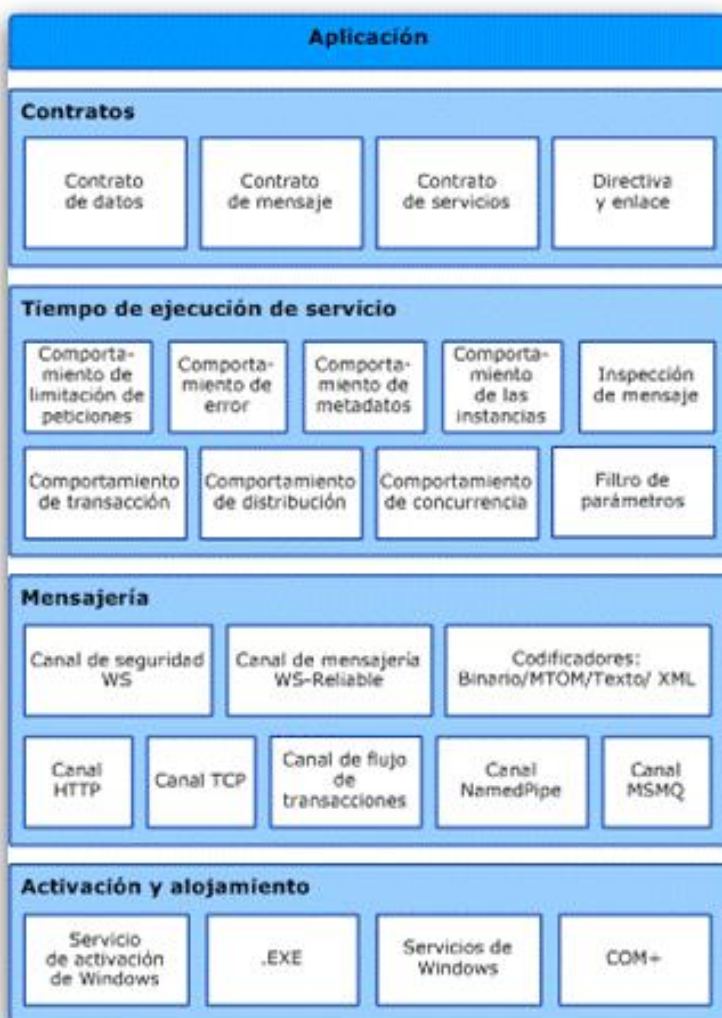 Aplicación
Contratos
Contrato
de datos
Contrato
de mensaje
Contrato
de servicios
Directiva
y enlace
Tiempo de ejecución de servicio
Comporta-
miento de
limitación de
peticiones
Comporta-
miento de
error
Comporta-
miento de
metadatos
Comporta-
miento
de las
instancias
Inspección
de mensaje
Comportamiento
de transacción
Comportamiento
de distribución
Comportamiento
de concurrencia
Filtro de
parámetros
Mensajería
Canal de seguridad
WS
Canal de mensajería
WS-Reliable
Codificadores:
Binario/MTOM/Texto/ XML
Canal
HTTP
Canal TCP
Canal de flujo
de
transacciones
Canal
NamedPipe
Canal
MSMQ
Activación y alojamiento
Servicio
de activación
de Windows
.EXE
Servicios de
Windows
COM+